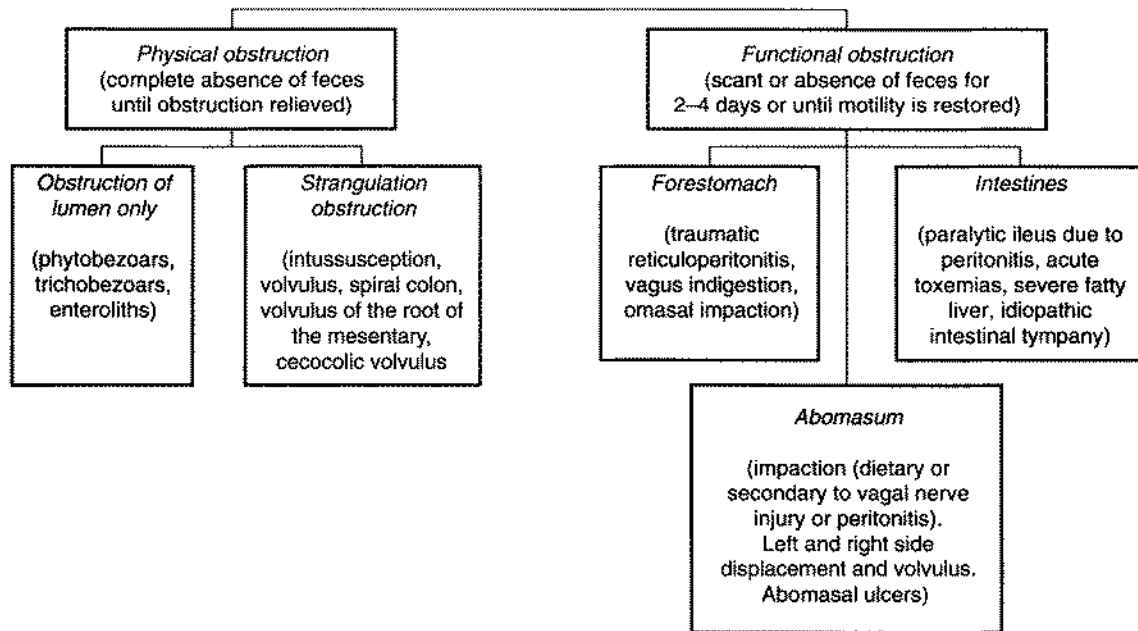 Physical obstruction
(complete absence of feces
until obstruction relieved)
Functional obstruction
(scant or absence of feces for
2–4 days or until motility is restored)
Obstruction of
lumen only
(phytobezoars,
trichobezoars,
enteroliths)
Strangulation
obstruction
(intussusception,
volvulus, spiral colon,
volvulus of the root of
the mesentary,
cecocolic volvulus
Forestomach
(traumatic
reticuloperitonitis,
vagus indigestion,
omasal impaction)
Intestines
(paralytic ileus due to
peritonitis, acute
toxemias, severe fatty
liver, idiopathic
intestinal tympany)
Abomasum
(impaction (dietary or
secondary to vagal nerve
injury or peritonitis).
Left and right side
displacement and volvulus.
Abomasal ulcers)